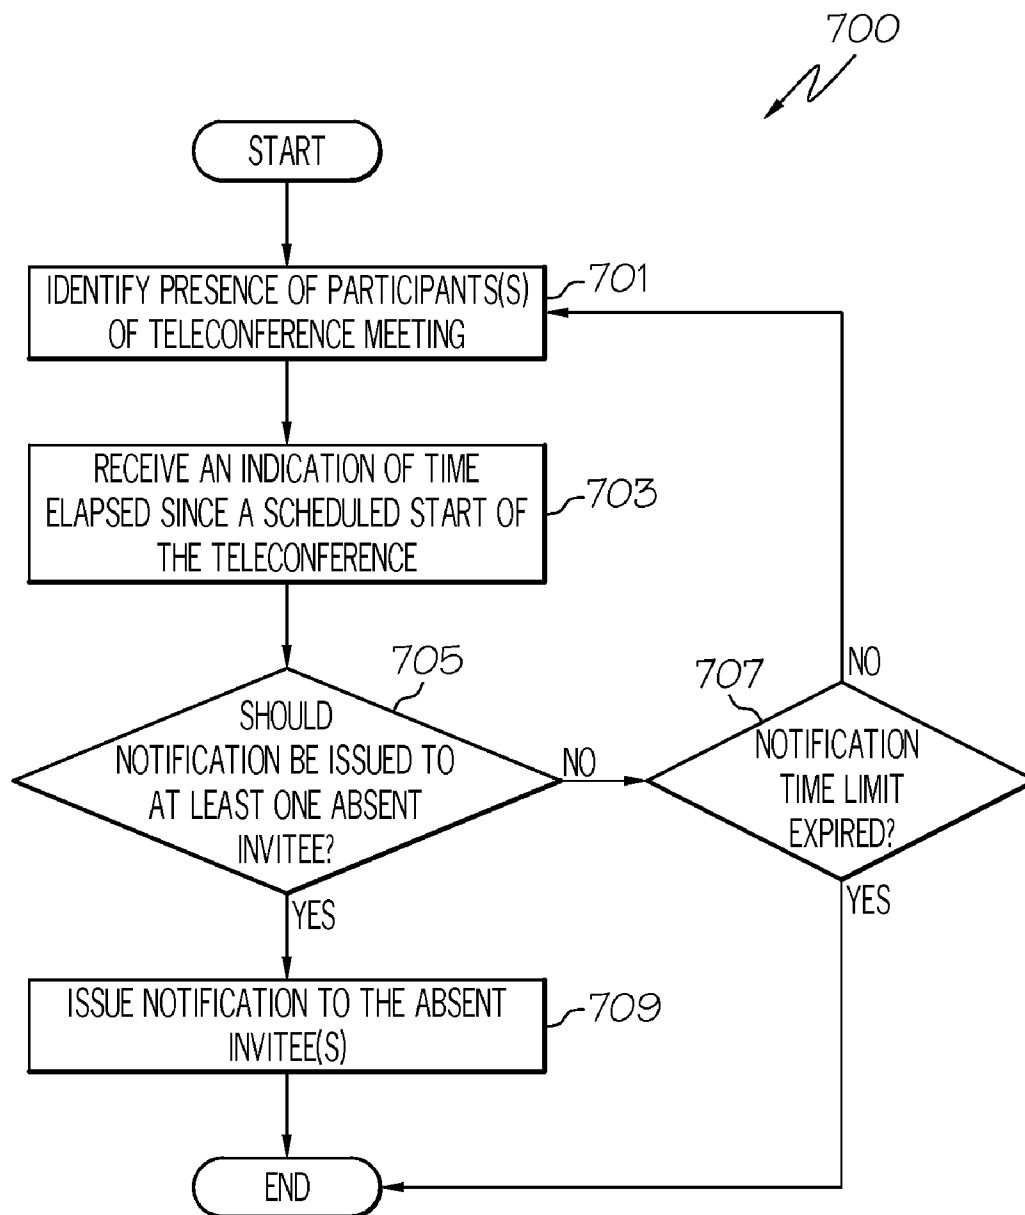 700
START
IDENTIFY PRESENCE OF PARTICIPANTS(S)
OF TELECONFERENCE MEETING
701
RECEIVE AN INDICATION OF TIME
ELAPSED SINCE A SCHEDULED START OF
THE TELECONFERENCE
703
705
SHOULD
NOTIFICATION BE ISSUED TO
AT LEAST ONE ABSENT
INVITEE?
NO
YES
707
NO
NOTIFICATION
TIME LIMIT
EXPIRED?
YES
ISSUE NOTIFICATION TO THE ABSENT
INVITEE(S)
709
END